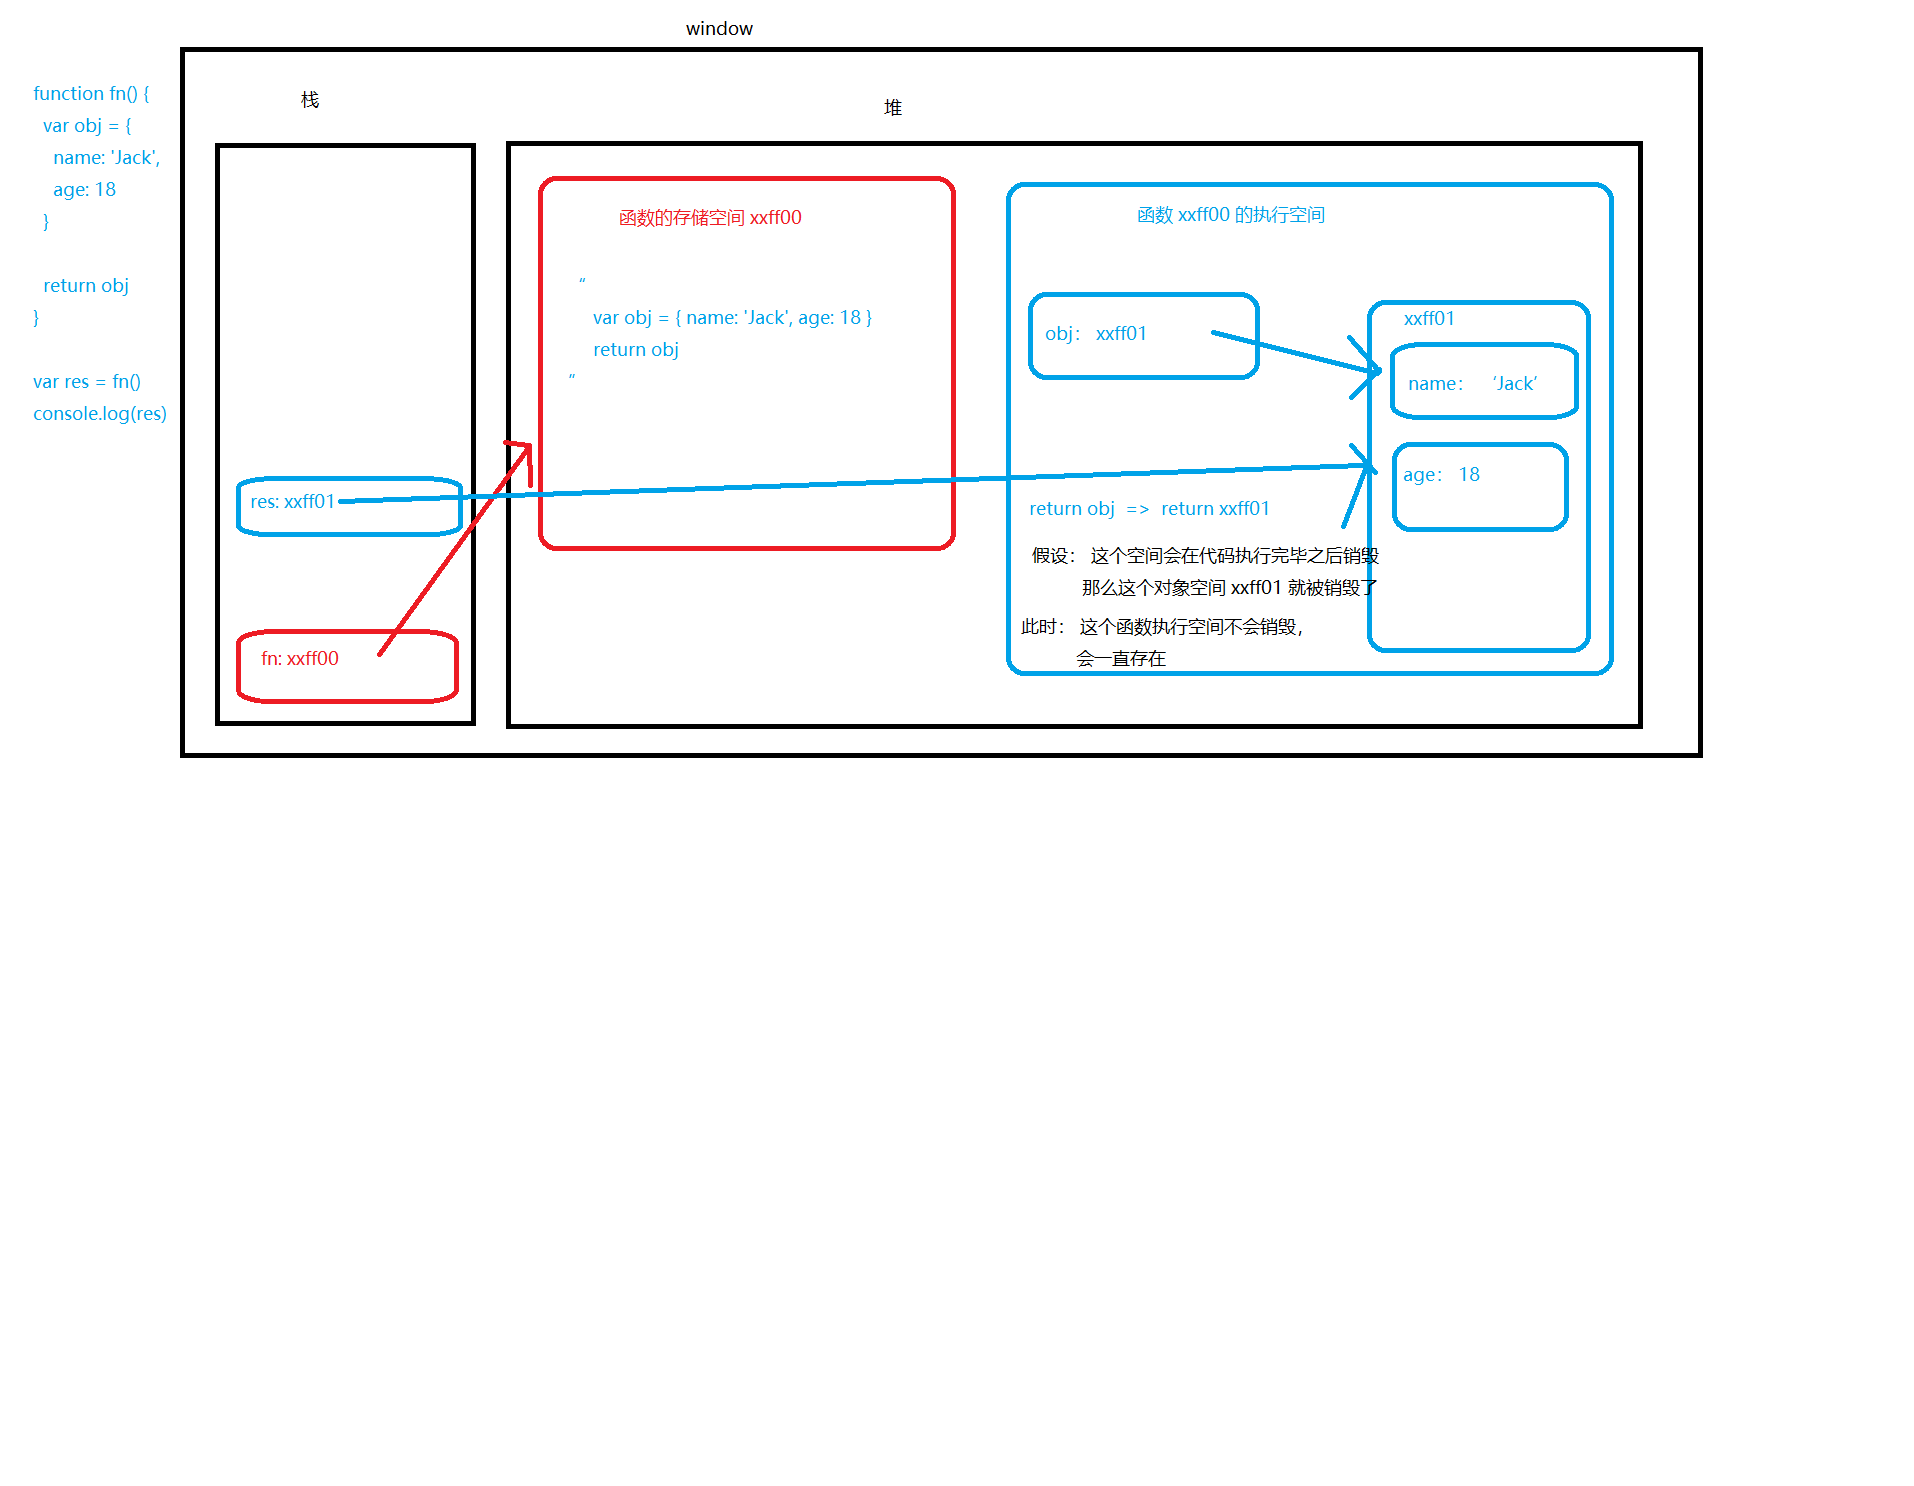 window
function fn() {
var obj = {
name: 'Jack',
age: 18
}
return obj
}
var res = fn()
console.log(res)
栈
堆
res: xxff01
fn: xxff00
函数的存储空间 xxff00
“
var obj = { name: 'Jack', age: 18 }
return obj
“
函数 xxff00 的执行空间
obj： xxff01
xxff01
name： ‘Jack’
age： 18
return obj => return xxff01
假设： 这个空间会在代码执行完毕之后销毁
那么这个对象空间 xxff01 就被销毁了
此时： 这个函数执行空间不会销毁，
会一直存在